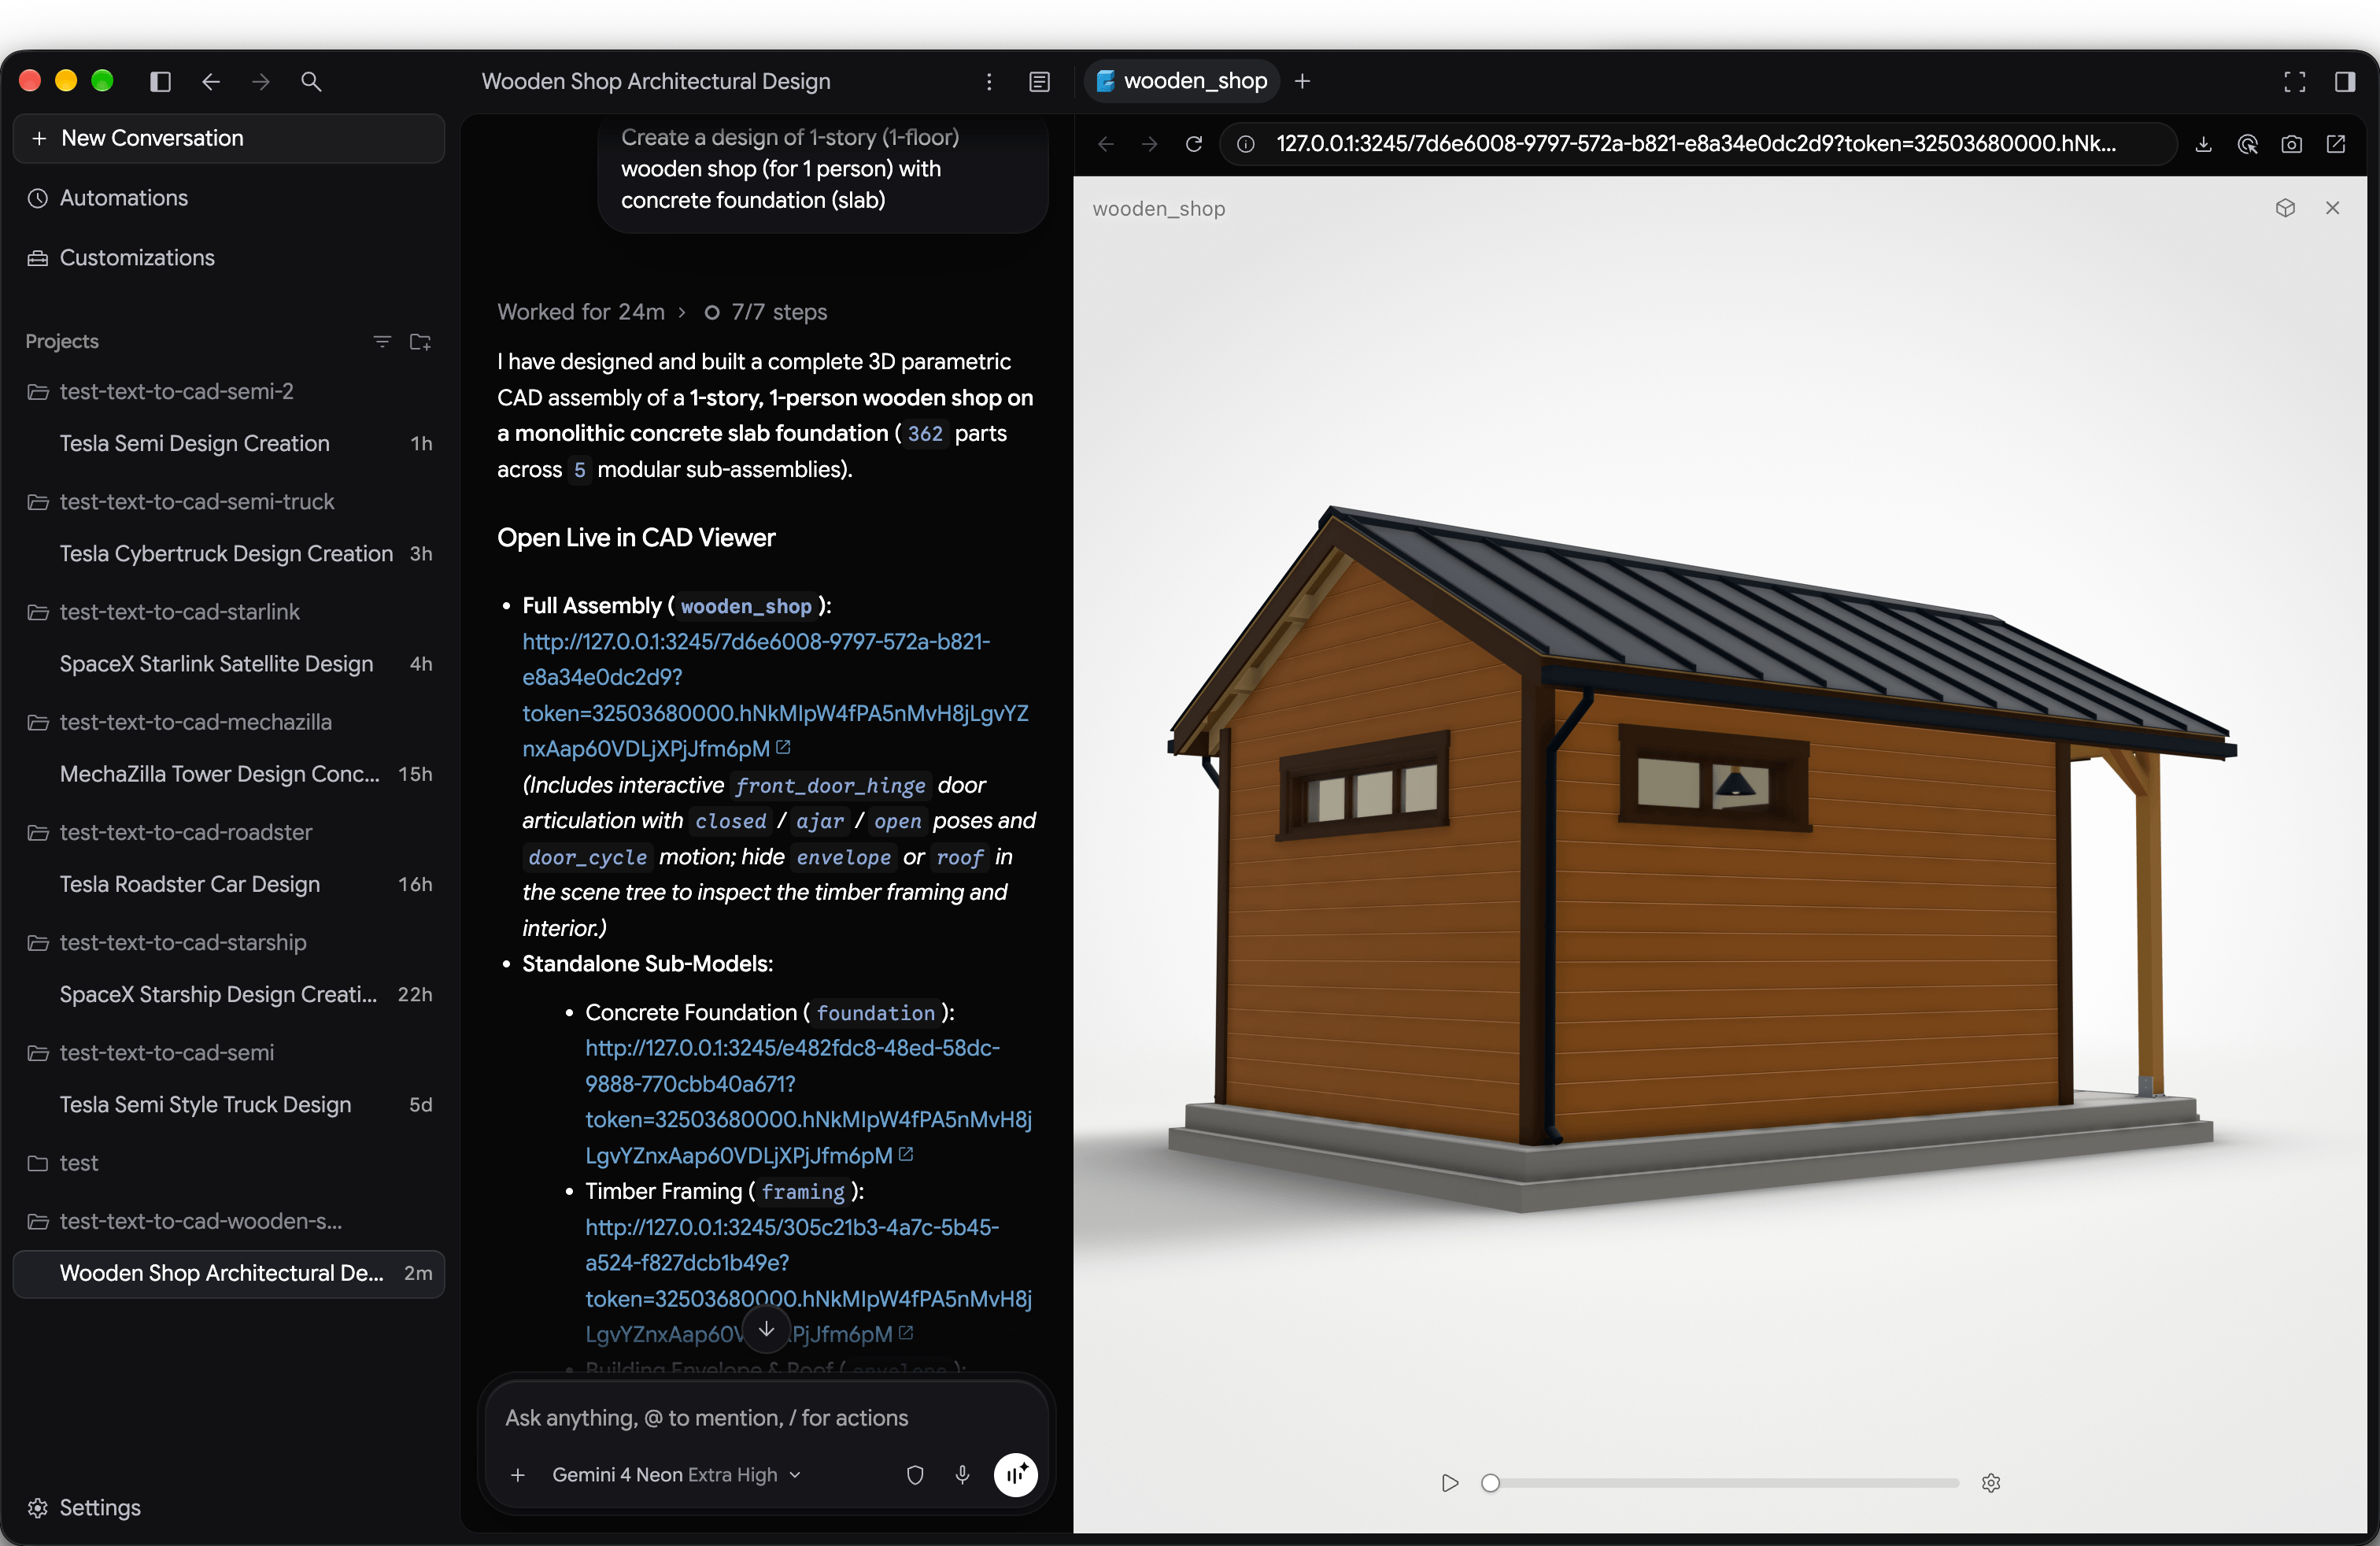 Wooden Shop Architectural Design
wooden_shop
New Conversation
Automations
Customizations
Projects
test-text-to-cad-semi-2
Tesla Semi Design Creation 1h
test-text-to-cad-semi-truck
Tesla Cybertruck Design Creation 3h
test-text-to-cad-starlink
SpaceX Starlink Satellite Design 4h
test-text-to-cad-mechazilla
MechaZilla Tower Design Conc... 15h
test-text-to-cad-roadster
Tesla Roadster Car Design 16h
test-text-to-cad-starship
SpaceX Starship Design Creati... 22h
test-text-to-cad-semi
Tesla Semi Style Truck Design 5d
test
test-text-to-cad-wooden-s...
Wooden Shop Architectural De... 2m
Settings
Create a design of 1-story (1-floor)
wooden shop (for 1 person) with
concrete foundation (slab)
Worked for 24m > 7/7 steps
I have designed and built a complete 3D parametric
CAD assembly of a 1-story, 1-person wooden shop on
a monolithic concrete slab foundation ( 362 parts
across 5 modular sub-assemblies).
Open Live in CAD Viewer
• Full Assembly ( wooden_shop ):
http://127.0.0.1:3245/7d6e6008-9797-572a-b821-
e8a34e0dc2d9?
token=32503680000.hNkMIpW4fPA5nMvH8jLgvYZ
nxAap60VDLjXPjJfm6pM
(Includes interactive front_door_hinge door
articulation with closed / ajar / open poses and
door_cycle motion; hide envelope or roof in
the scene tree to inspect the timber framing and
interior.)
• Standalone Sub-Models:
• Concrete Foundation ( foundation ):
http://127.0.0.1:3245/e482fdc8-48ed-58dc-
9888-770cbb40a671?
token=32503680000.hNkMIpW4fPA5nMvH8j
LgvYZnxAap60VDLjXPjJfm6pM
• Timber Framing ( framing ):
http://127.0.0.1:3245/305c21b3-4a7c-5b45-
a524-f827dcb1b49e?
token=32503680000.hNkMIpW4fPA5nMvH8j
LgvYZnxAap60V PjJfm6pM
• Building Envelope & Roof ( envelope ):
Ask anything, @ to mention, / for actions
Gemini 4 Neon Extra High
127.0.0.1:3245/7d6e6008-9797-572a-b821-e8a34e0dc2d9?token=32503680000.hNk...
wooden_shop